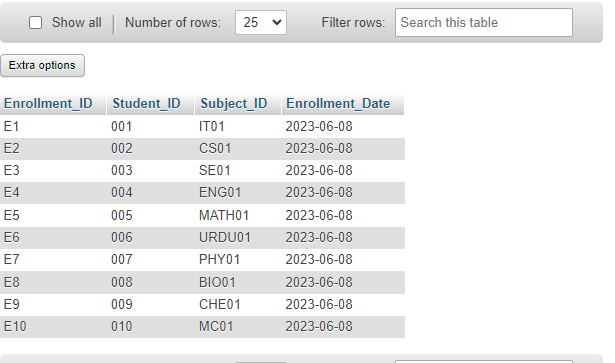 Show all Number of rows: 25 Filter rows: Search this table
Extra options
Enrollment_ID Student_ID Subject_ID Enrollment_Date
E1 001 IT01 2023-06-08
E2 002 CS01 2023-06-08
E3 003 SE01 2023-06-08
E4 004 ENG01 2023-06-08
E5 005 MATH01 2023-06-08
E6 006 URDU01 2023-06-08
E7 007 PHY01 2023-06-08
E8 008 BIO01 2023-06-08
E9 009 CHE01 2023-06-08
E10 010 MC01 2023-06-08